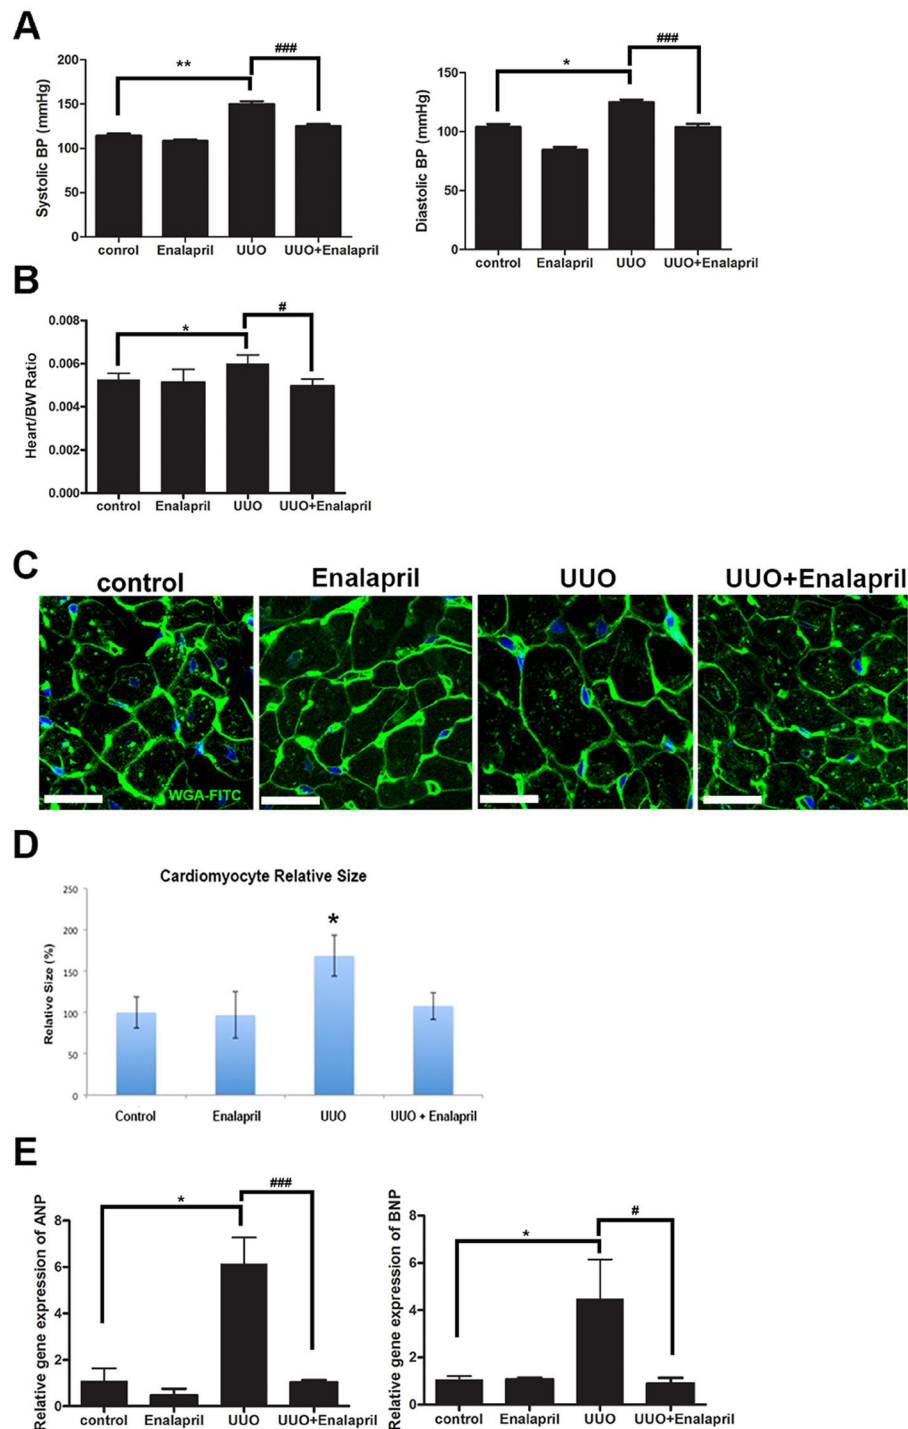 A
Systolic BP (mmHg)
200
150
100
50
0
**
###
conrol Enalapril UUO UUO+Enalapril
Diastolic BP (mmHg)
150
100
50
0
*
###
control Enalapril UUO UUO+Enalapril
B
Heart/BW Ratio
0.008
0.006
0.004
0.002
0.000
*
#
control Enalapril UUO UUO+Enalapril
C
control Enalapril UUO UUO+Enalapril
WGA-FITC
D
Cardiomyocyte Relative Size
Relative Size (%)
250
200
150
100
50
0
*
Control Enalapril UUO UUO + Enalapril
E
Relative gene expression of ANP
8
6
4
2
0
*
###
control Enalapril UUO UUO+Enalapril
Relative gene expression of BNP
8
6
4
2
0
*
#
control Enalapril UUO UUO+Enalapril